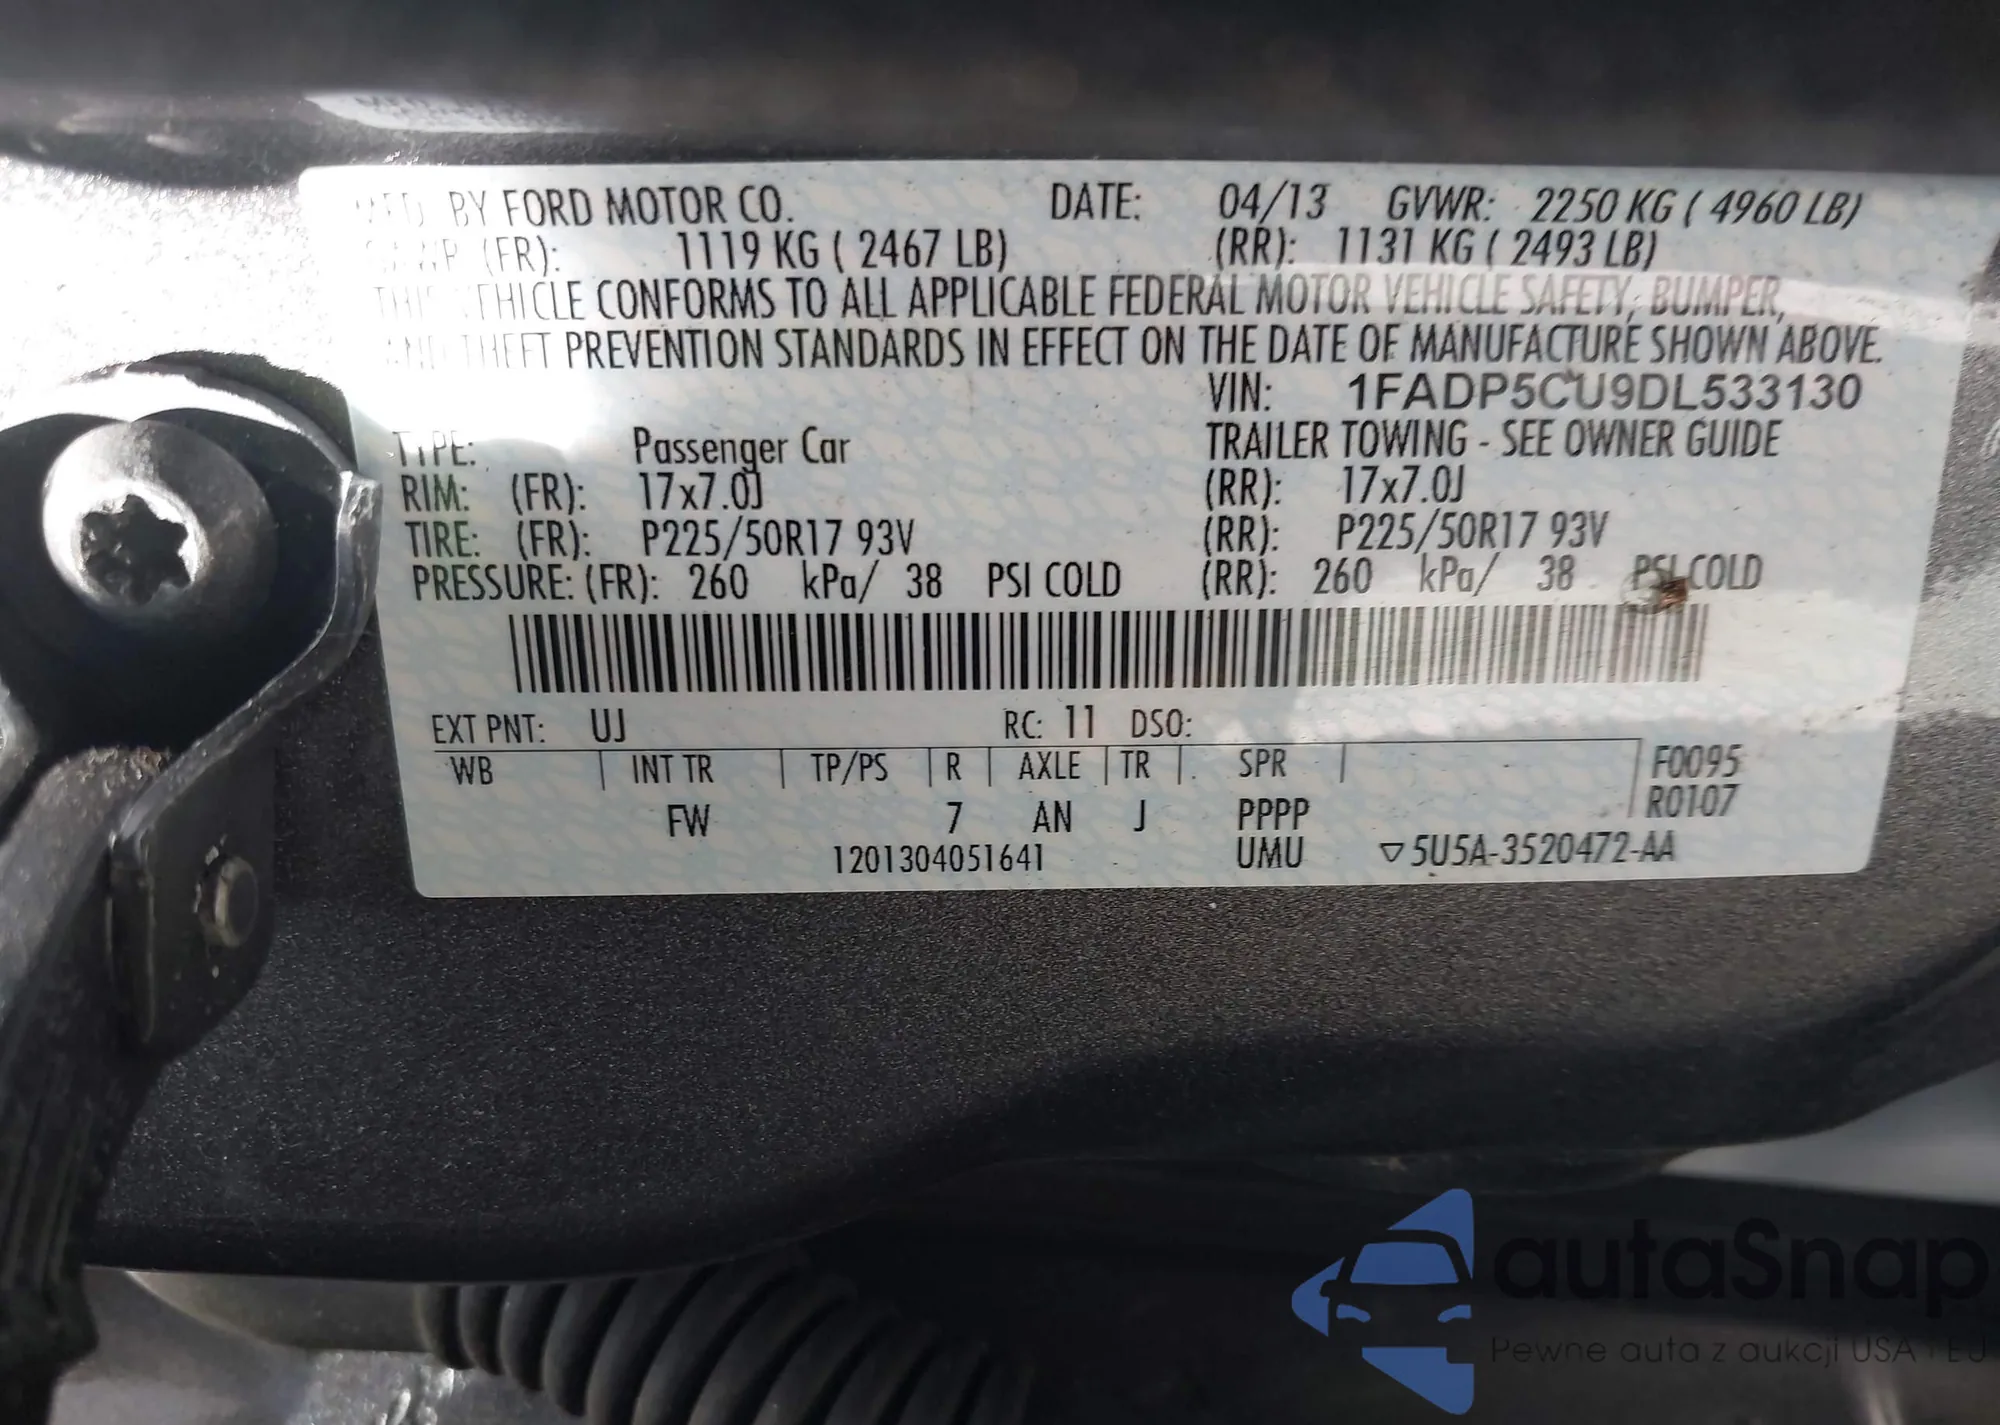 MFD. BY FORD MOTOR CO. DATE: 04/13 GVWR: 2250 KG ( 4960 LB)
(FR): 1119 KG ( 2467 LB) (RR): 1131 KG ( 2493 LB)
THIS VEHICLE CONFORMS TO ALL APPLICABLE FEDERAL MOTOR VEHICLE SAFETY, BUMPER,
AND THEFT PREVENTION STANDARDS IN EFFECT ON THE DATE OF MANUFACTURE SHOWN ABOVE.
VIN: 1FADP5CU9DL533130
TYPE: Passenger Car TRAILER TOWING - SEE OWNER GUIDE
RIM: (FR): 17x7.0J (RR): 17x7.0J
TIRE: (FR): P225/50R17 93V (RR): P225/50R17 93V
PRESSURE: (FR): 260 kPa/ 38 PSI COLD (RR): 260 kPa/ 38 PSI COLD
EXT PNT: UJ RC: 11 DSO:
WB | INT TR | TP/PS | R | AXLE | TR | SPR | F0095
R0107
FW 7 AN J PPPP
1201304051641 UMU ▽5U5A-3520472-AA
autaSnap
Pewne auta z aukcji USA i EU